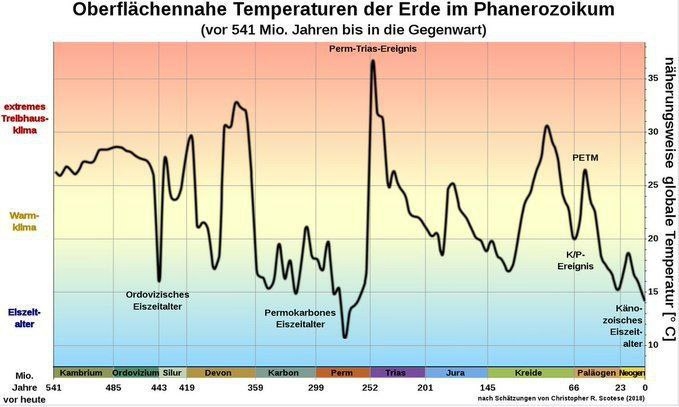 Oberflächennahe Temperaturen der Erde im Phanerozoikum
(vor 541 Mio. Jahren bis in die Gegenwart)
Perm-Trias-Ereignis
extremes
Treibhaus-
klima
Warm-
klima
Eiszeit-
alter
Ordovizisches
Eiszeitalter
Permokarbones
Eiszeitalter
PETM
K/P-
Ereignis
Käno-
zoisches
Eiszeit-
alter
35
30
25
20
15
10
näherungsweise globale Temperatur [° C]
Kambrium Ordovizium Silur Devon Karbon Perm Trias Jura Kreide Paläogen Neogen
Mio.
Jahre
vor heute
541 485 443 419 359 299 252 201 145 66 23 0
nach Schätzungen von Christopher R. Scotese (2018)